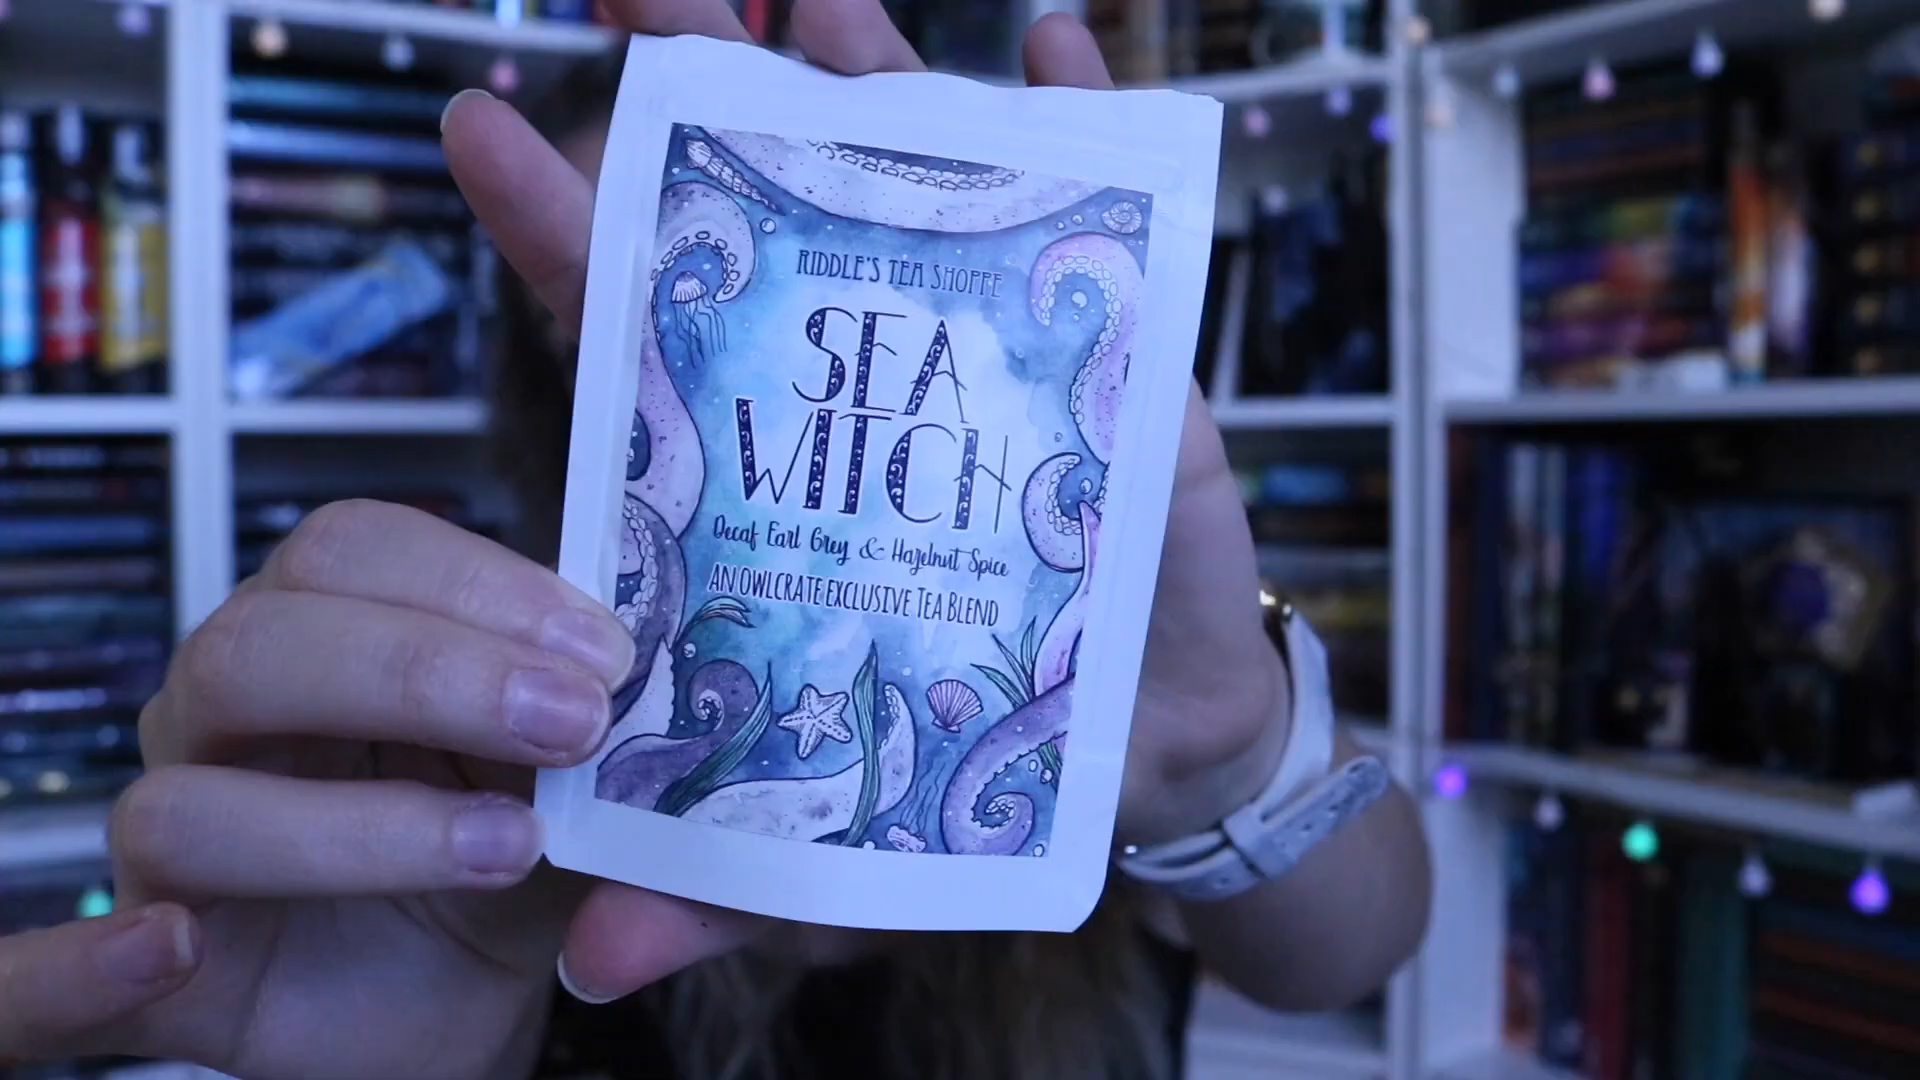 RIDDLE'S TEA SHOPPE
SEA
WITCH
Decaf Earl Grey & Hazelnut Spice
AN OWLCRATE EXCLUSIVE TEA BLEND